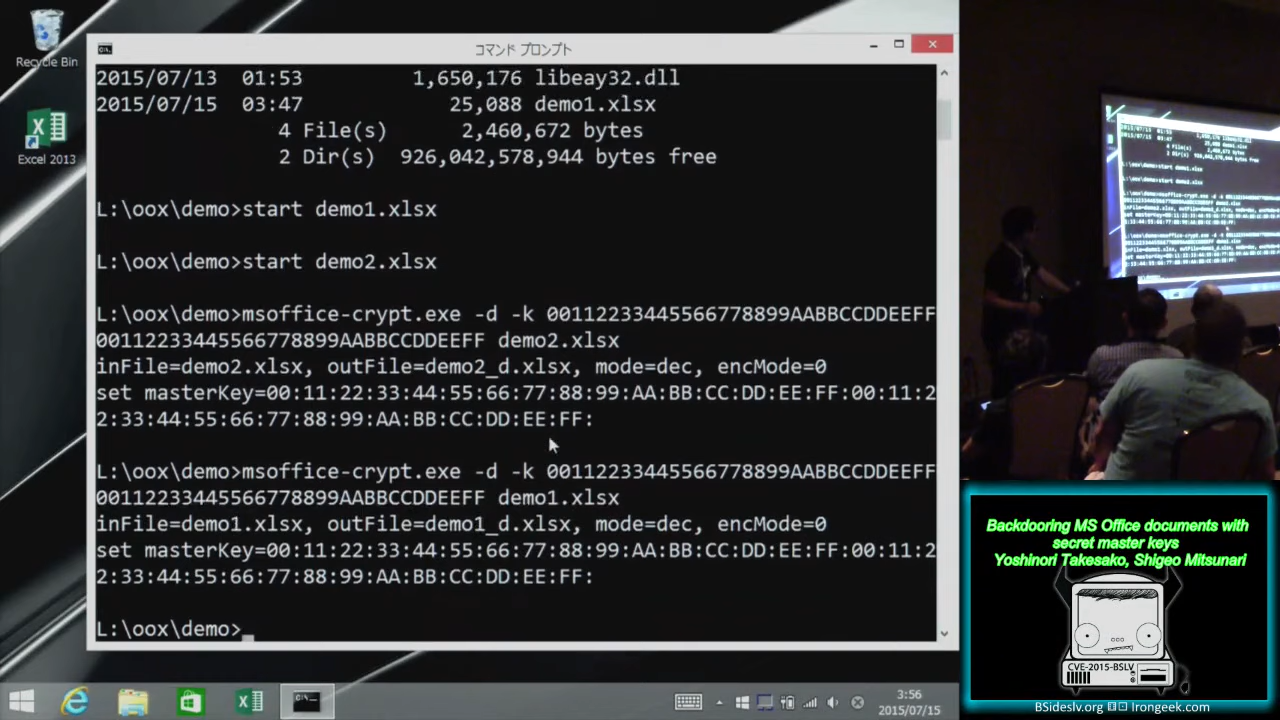 Recycle Bin
Excel 2013
コマンド プロンプト
2015/07/13  01:53         1,650,176 libeay32.dll
2015/07/15  03:47            25,088 demo1.xlsx
4 File(s)      2,460,672 bytes
2 Dir(s)  926,042,578,944 bytes free
L:\oox\demo>start demo1.xlsx
L:\oox\demo>start demo2.xlsx
L:\oox\demo>msoffice-crypt.exe -d -k 00112233445566778899AABBCCDDEEFF
00112233445566778899AABBCCDDEEFF demo2.xlsx
inFile=demo2.xlsx, outFile=demo2_d.xlsx, mode=dec, encMode=0
set masterKey=00:11:22:33:44:55:66:77:88:99:AA:BB:CC:DD:EE:FF:00:11:2
2:33:44:55:66:77:88:99:AA:BB:CC:DD:EE:FF:
L:\oox\demo>msoffice-crypt.exe -d -k 00112233445566778899AABBCCDDEEFF
00112233445566778899AABBCCDDEEFF demo1.xlsx
inFile=demo1.xlsx, outFile=demo1_d.xlsx, mode=dec, encMode=0
set masterKey=00:11:22:33:44:55:66:77:88:99:AA:BB:CC:DD:EE:FF:00:11:2
2:33:44:55:66:77:88:99:AA:BB:CC:DD:EE:FF:
L:\oox\demo>
3:56
2015/07/15
Backdooring MS Office documents with
secret master keys
Yoshinori Takesako, Shigeo Mitsunari
CVE-2015-BSLV
BSideslv.org Irongeek.com